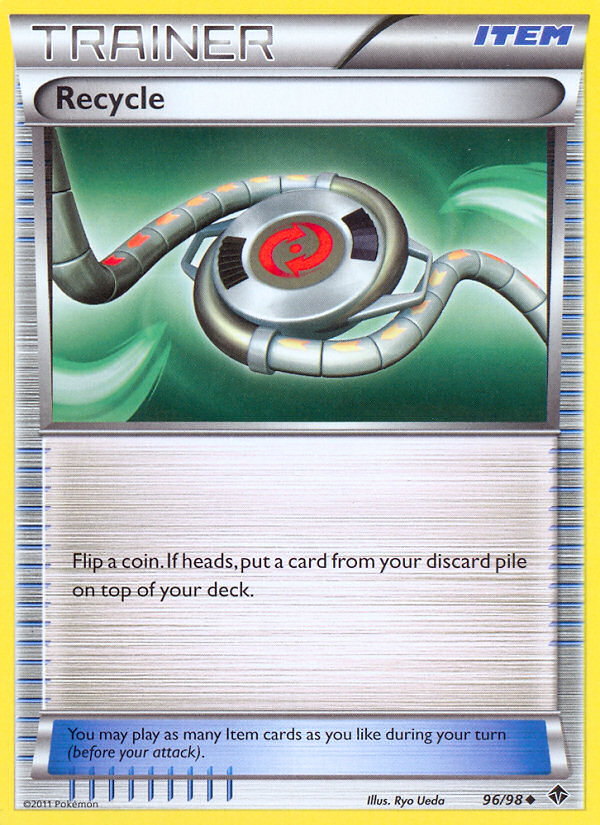 TRAINER
ITEM
Recycle
Flip a coin. If heads, put a card from your discard pile
on top of your deck.
You may play as many Item cards as you like during your turn
(before your attack).
©2011 Pokémon
Illus. Ryo Ueda
96/98